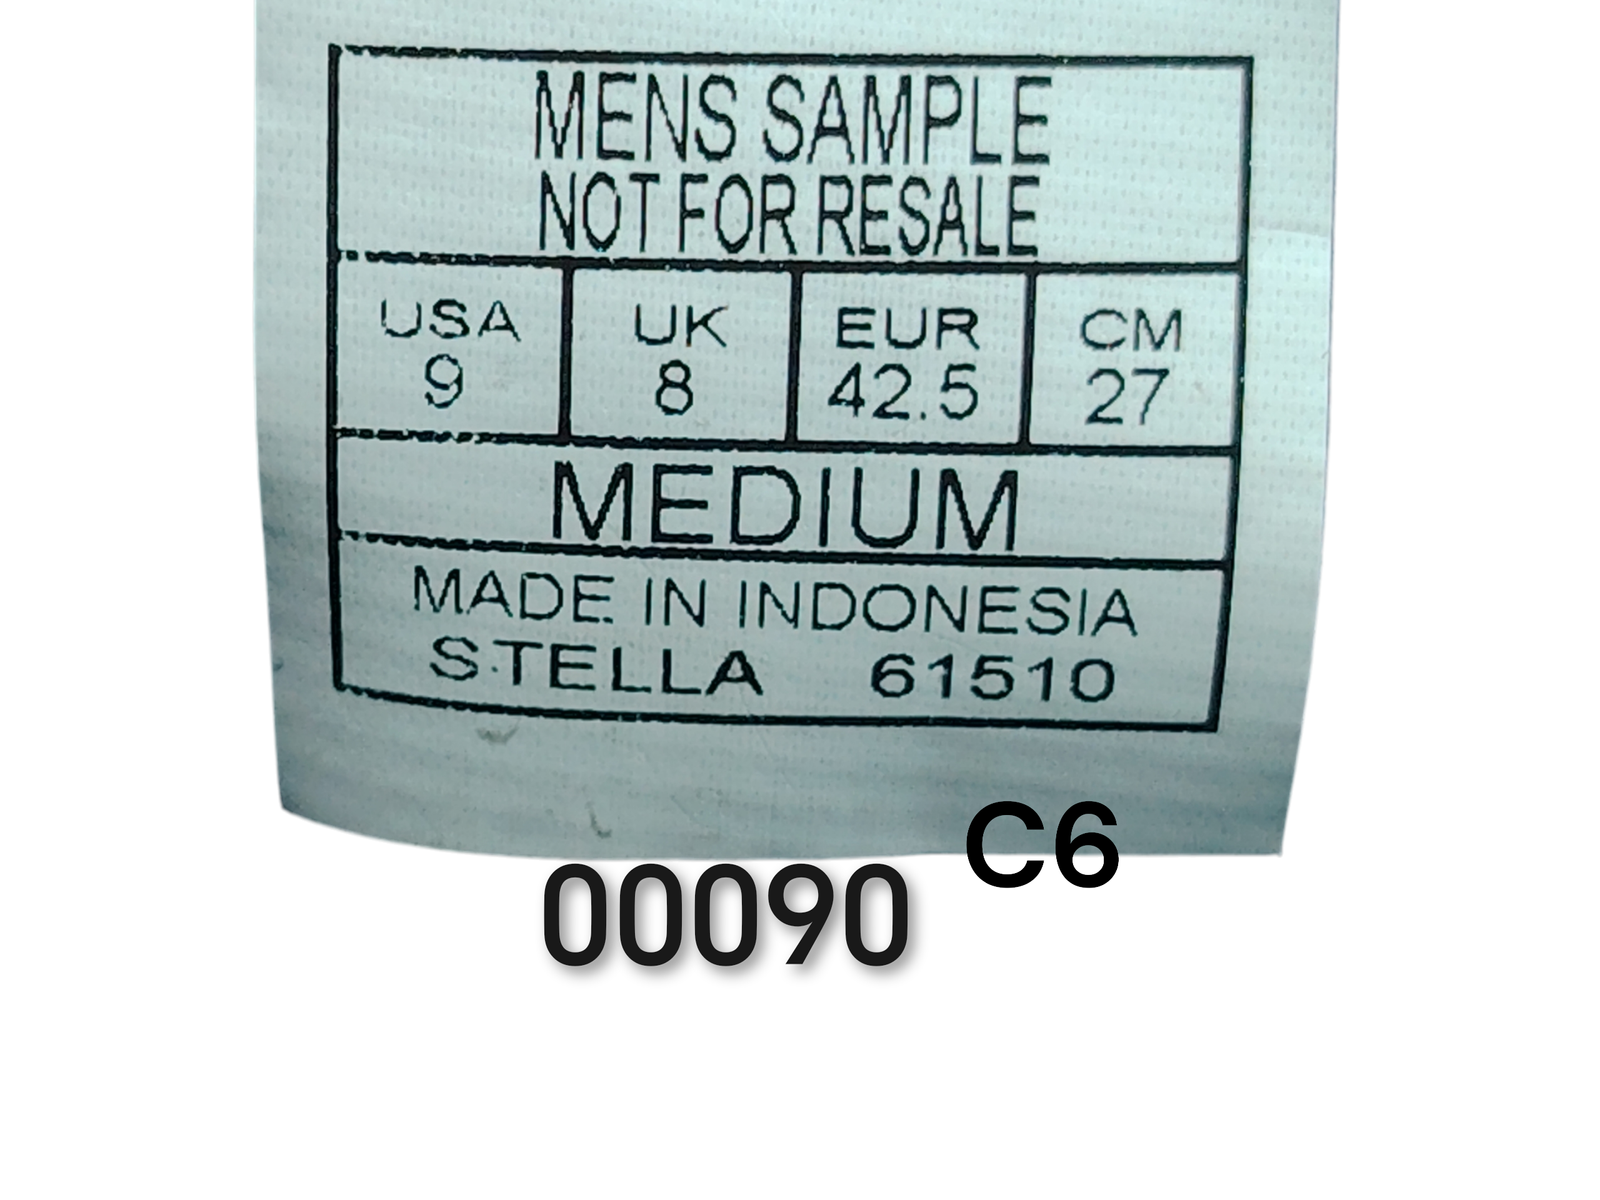 MENS SAMPLE
NOT FOR RESALE
USA UK EUR CM
9 8 42.5 27
MEDIUM
MADE IN INDONESIA
STELLA 61510
C6
00090